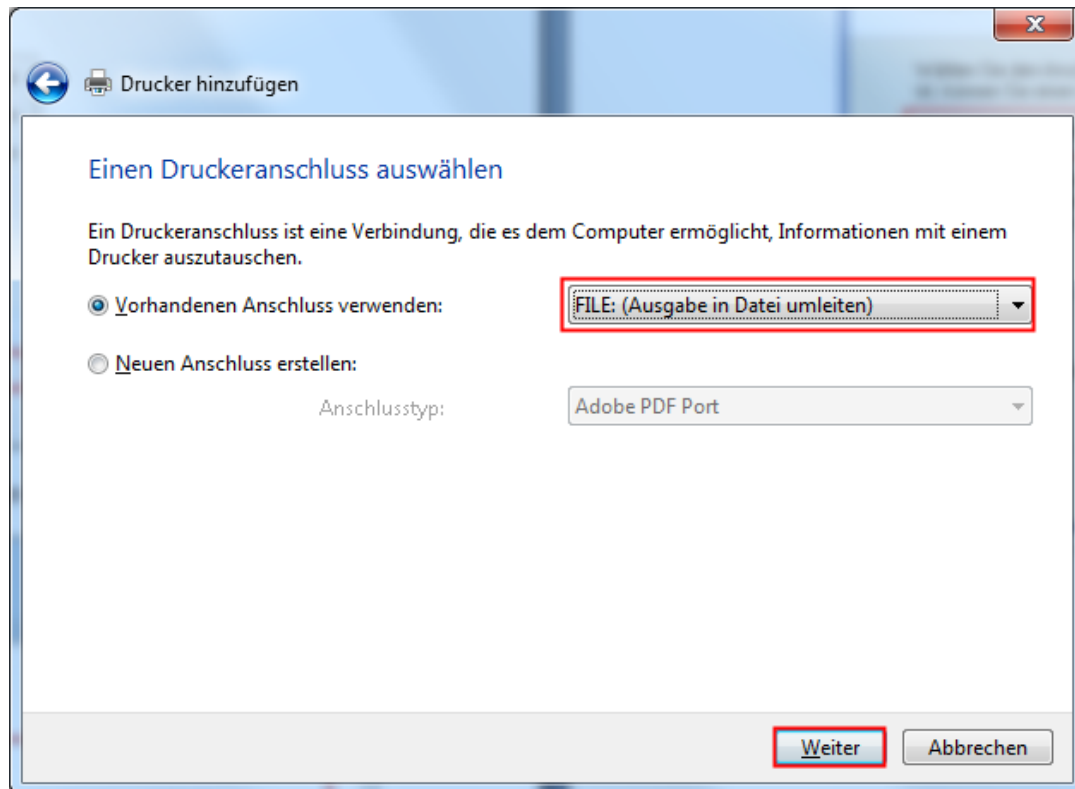 Drucker hinzufügen
Einen Druckeranschluss auswählen
Ein Druckeranschluss ist eine Verbindung, die es dem Computer ermöglicht, Informationen mit einem
Drucker auszutauschen.
Vorhandenen Anschluss verwenden:
FILE: (Ausgabe in Datei umleiten)
Neuen Anschluss erstellen:
Anschlusstyp:
Adobe PDF Port
Weiter
Abbrechen